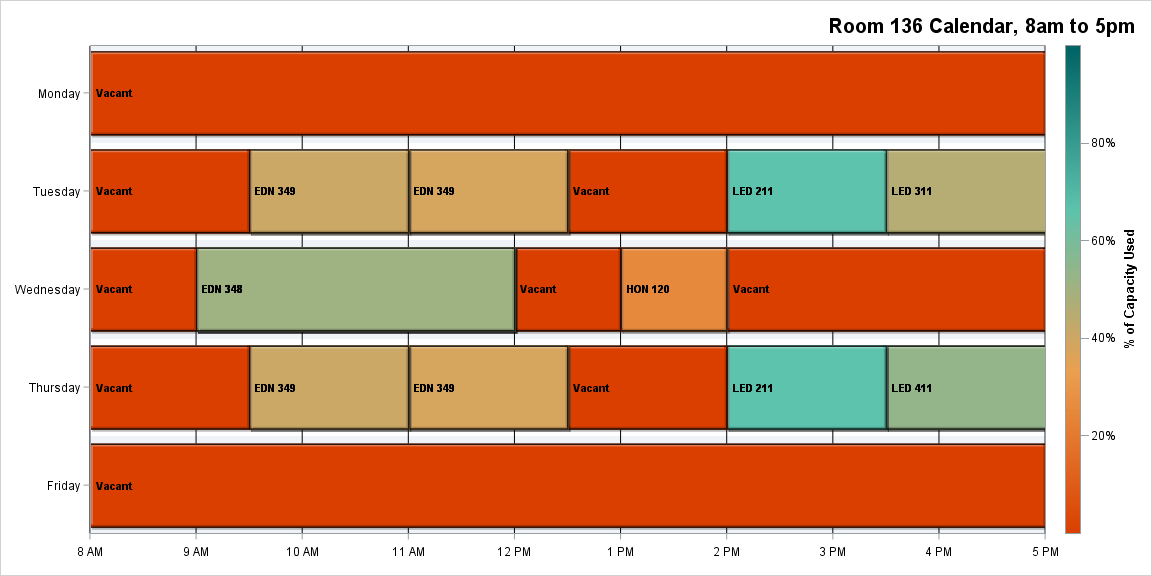 Room 136 Calendar, 8am to 5pm
Monday
Vacant
Tuesday
Vacant
EDN 349
EDN 349
Vacant
LED 211
LED 311
Wednesday
Vacant
EDN 348
Vacant
HON 120
Vacant
Thursday
Vacant
EDN 349
EDN 349
Vacant
LED 211
LED 411
Friday
Vacant
8 AM
9 AM
10 AM
11 AM
12 PM
1 PM
2 PM
3 PM
4 PM
5 PM
80%
60%
40%
20%
% of Capacity Used